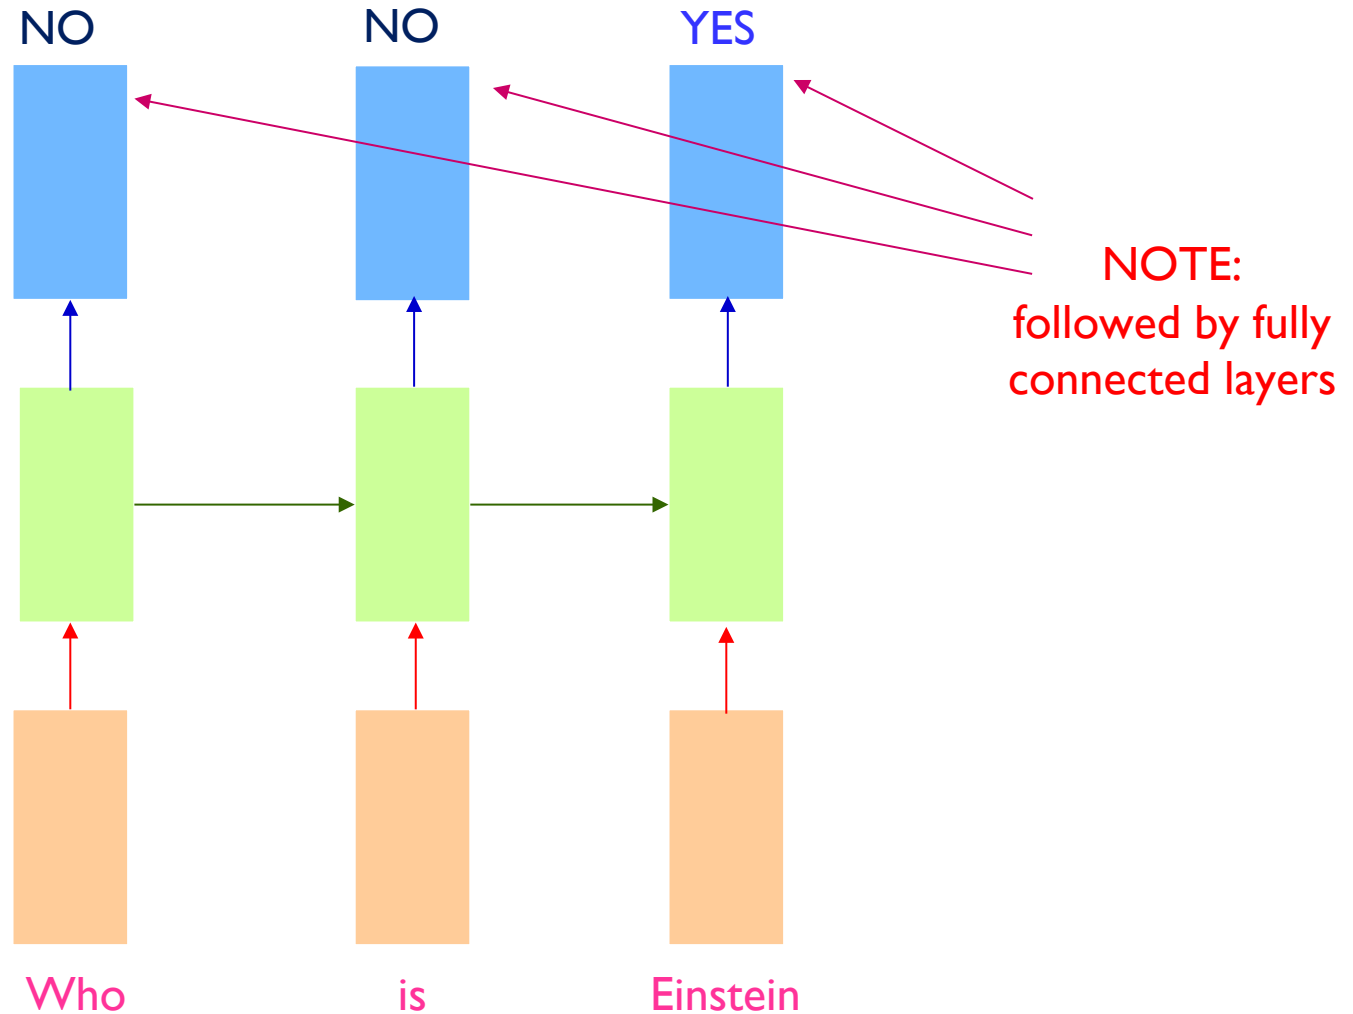 NO NO YES
NOTE:
followed by fully
connected layers
Who is Einstein